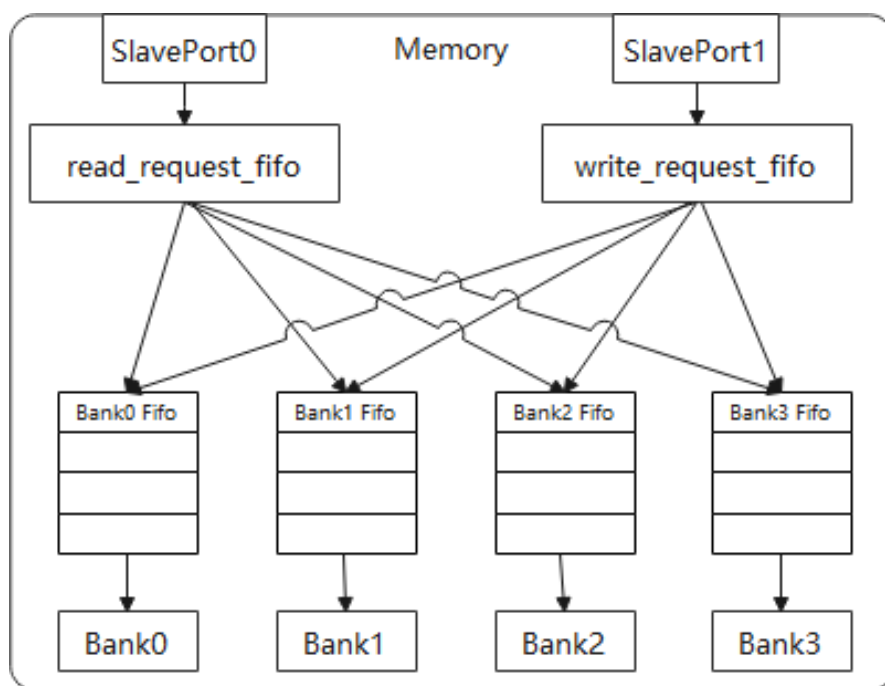 SlavePort0
Memory
SlavePort1
read_request_fifo
write_request_fifo
Bank0 Fifo
Bank1 Fifo
Bank2 Fifo
Bank3 Fifo
Bank0
Bank1
Bank2
Bank3